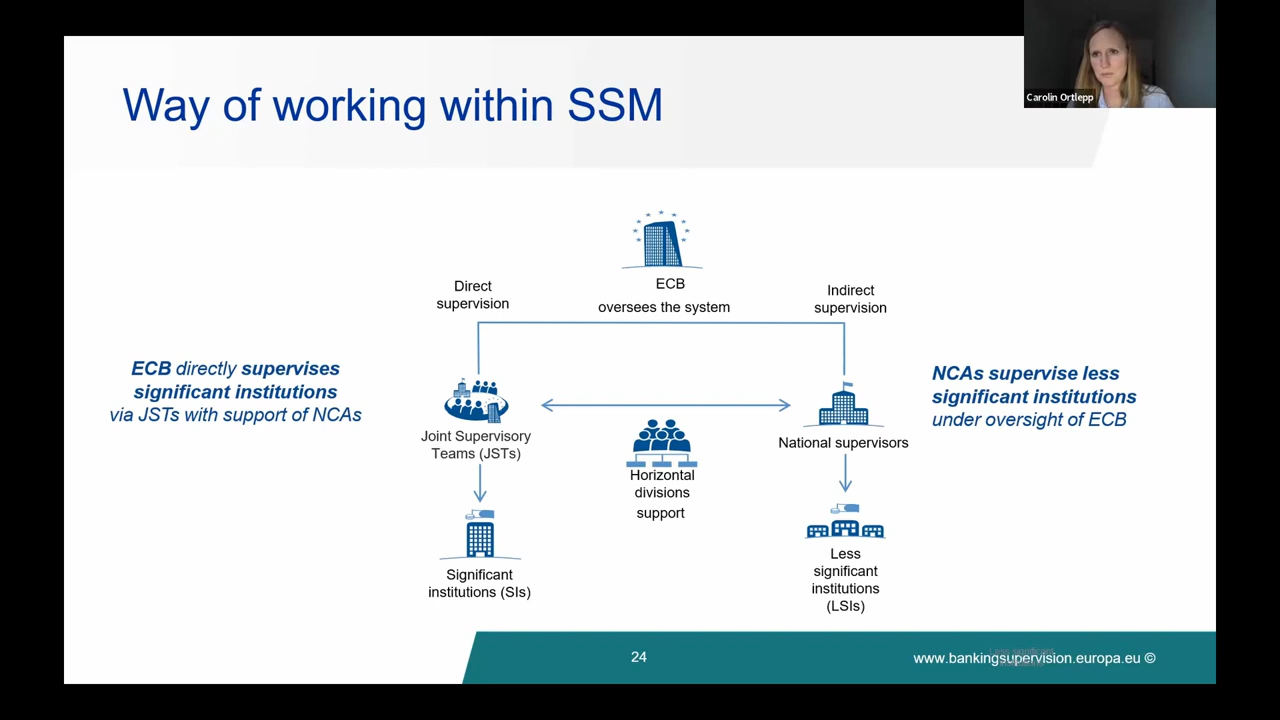 Carolin Ortlepp
Way of working within SSM
ECB
oversees the system
Direct
supervision
Indirect
supervision
ECB directly supervises
significant institutions
via JSTs with support of NCAs
NCAs supervise less
significant institutions
under oversight of ECB
Joint Supervisory
Teams (JSTs)
National supervisors
Horizontal
divisions
support
Significant
institutions (SIs)
Less
significant
institutions
(LSIs)
24
www.bankingsupervision.europa.eu ©